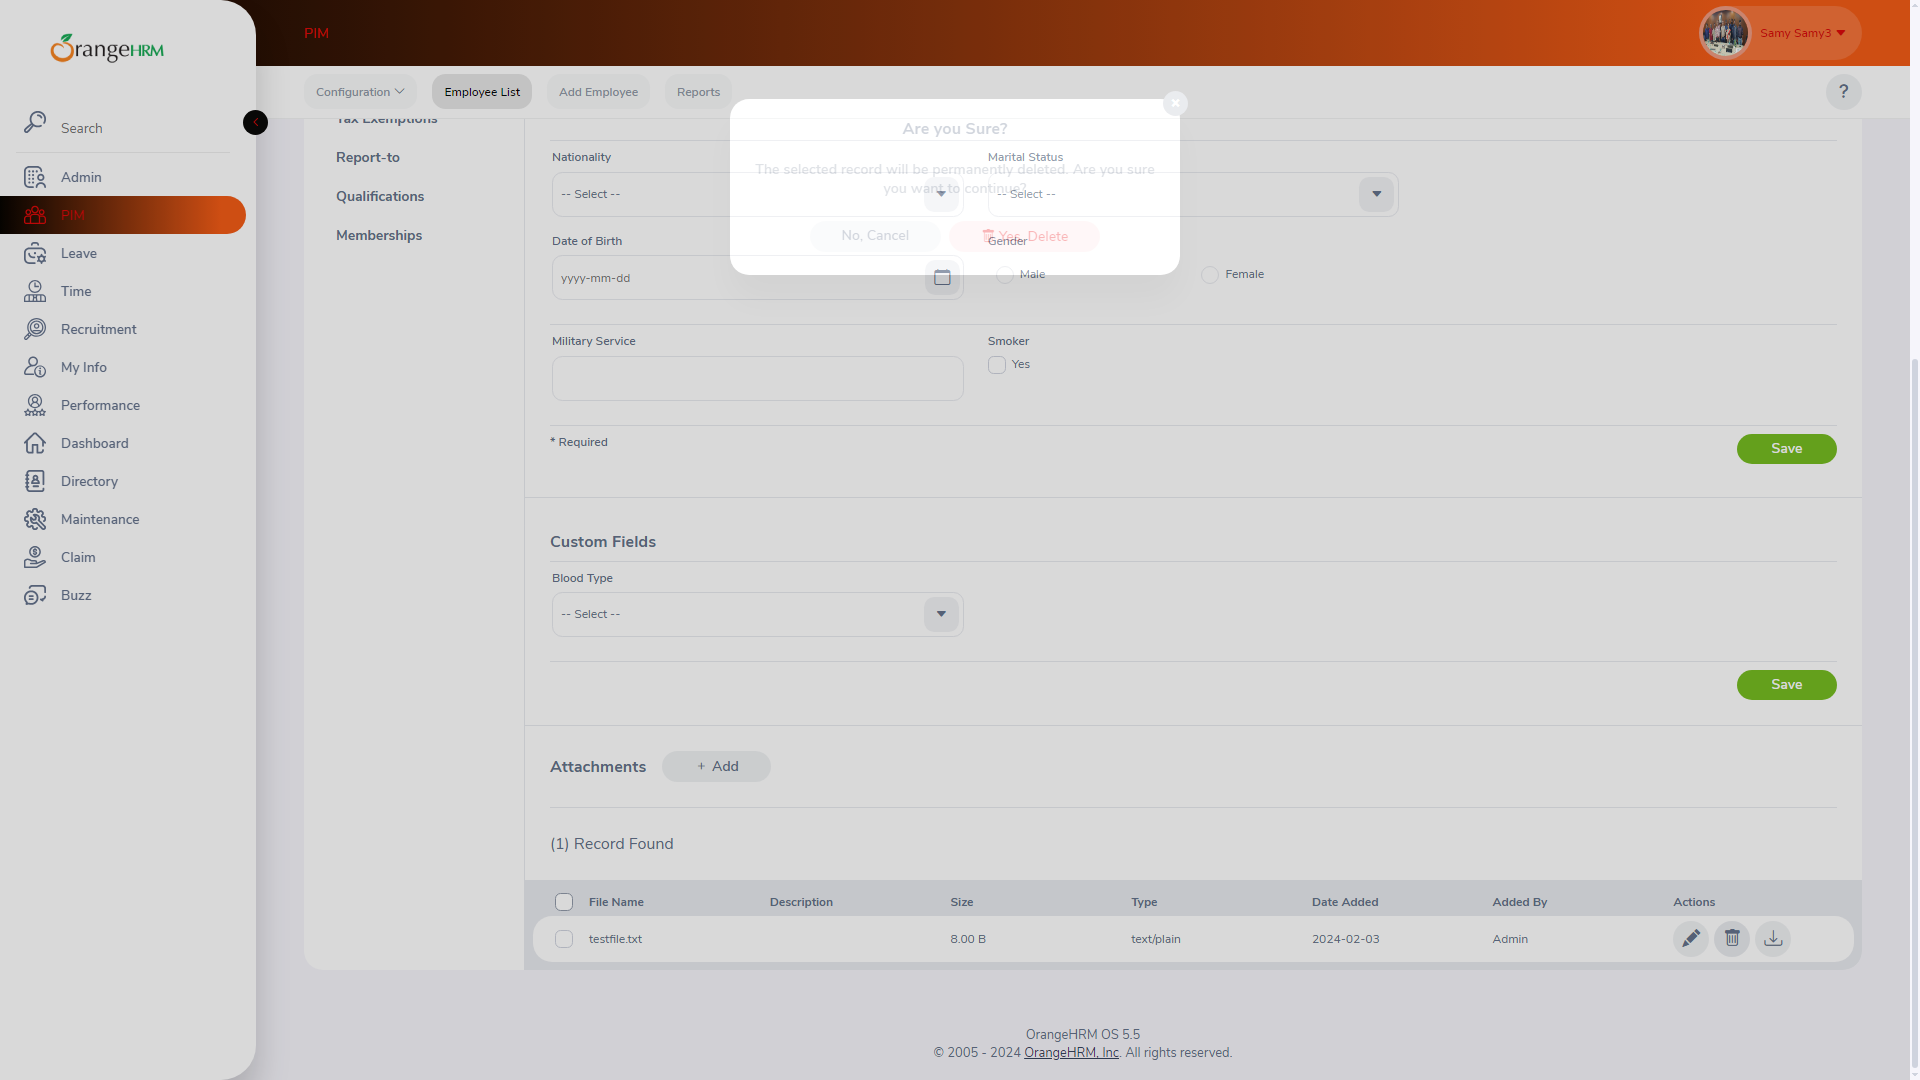 OrangeHRM
Search
Admin
PIM
Leave
Time
Recruitment
My Info
Performance
Dashboard
Directory
Maintenance
Claim
Buzz
PIM
Samy Samy3
Configuration
Employee List
Add Employee
Reports
?
Tax Exemptions
Report-to
Qualifications
Memberships
Are you Sure?
The selected record will be permanently deleted. Are you sure
you want to continue?
No, Cancel
Yes, Delete
Nationality
-- Select --
Marital Status
-- Select --
Date of Birth
yyyy-mm-dd
Gender
Male
Female
Military Service
Smoker
Yes
* Required
Save
Custom Fields
Blood Type
-- Select --
Save
Attachments
+ Add
(1) Record Found
File Name Description Size Type Date Added Added By Actions
testfile.txt 8.00 B text/plain 2024-02-03 Admin
OrangeHRM OS 5.5
© 2005 - 2024 OrangeHRM, Inc. All rights reserved.